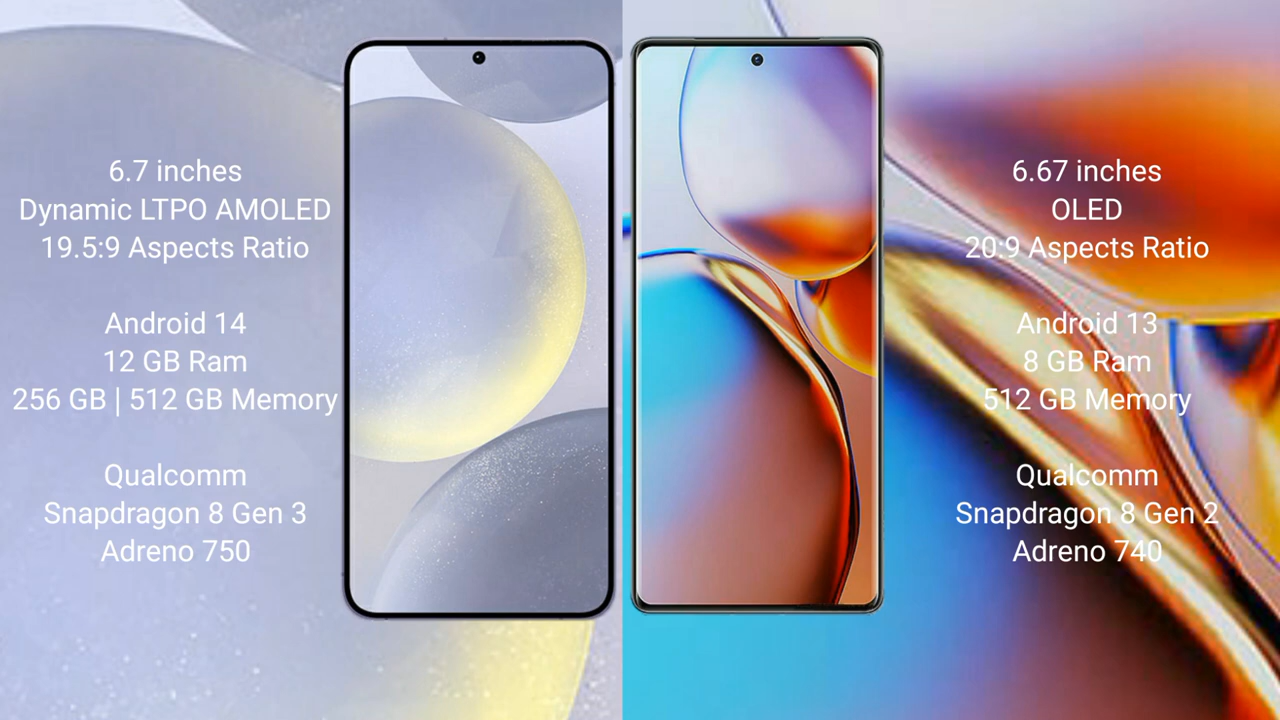 6.7 inches
Dynamic LTPO AMOLED
19.5:9 Aspects Ratio
Android 14
12 GB Ram
256 GB | 512 GB Memory
Qualcomm
Snapdragon 8 Gen 3
Adreno 750
6.67 inches
OLED
20:9 Aspects Ratio
Android 13
8 GB Ram
512 GB Memory
Qualcomm
Snapdragon 8 Gen 2
Adreno 740